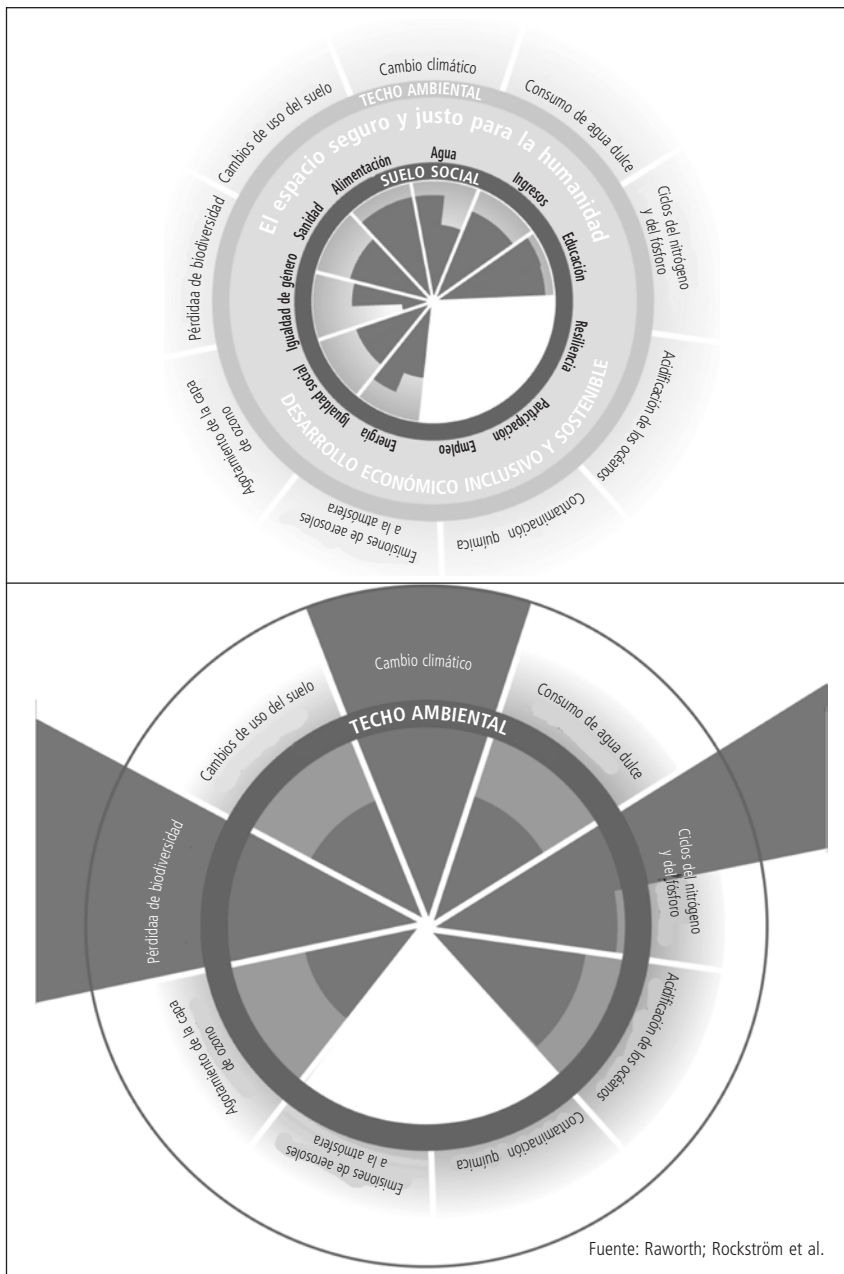 Cambio climático
Consumo de agua dulce
Ciclos del nitrógeno
y del fósforo
Acidificación de los océanos
Contaminación química
Emisiones de aerosoles
a la atmósfera
Agotamiento de la capa
de ozono
Pérdidaa de biodiversidad
Cambios de uso del suelo
TECHO AMBIENTAL
El espacio seguro y justo para la humanidad
SUELO SOCIAL
Agua
Ingresos
Educación
Resiliencia
Participación
Empleo
Energía
Igualdad social
Igualdad de género
Sanidad
Alimentación
DESARROLLO ECONÓMICO INCLUSIVO Y SOSTENIBLE
Cambio climático
Consumo de agua dulce
Ciclos del nitrógeno
y del fósforo
Acidificación de los océanos
Contaminación química
Emisiones de aerosoles
a la atmósfera
Agotamiento de la capa
de ozono
Pérdidaa de biodiversidad
Cambios de uso del suelo
TECHO AMBIENTAL
Fuente: Raworth; Rockström et al.